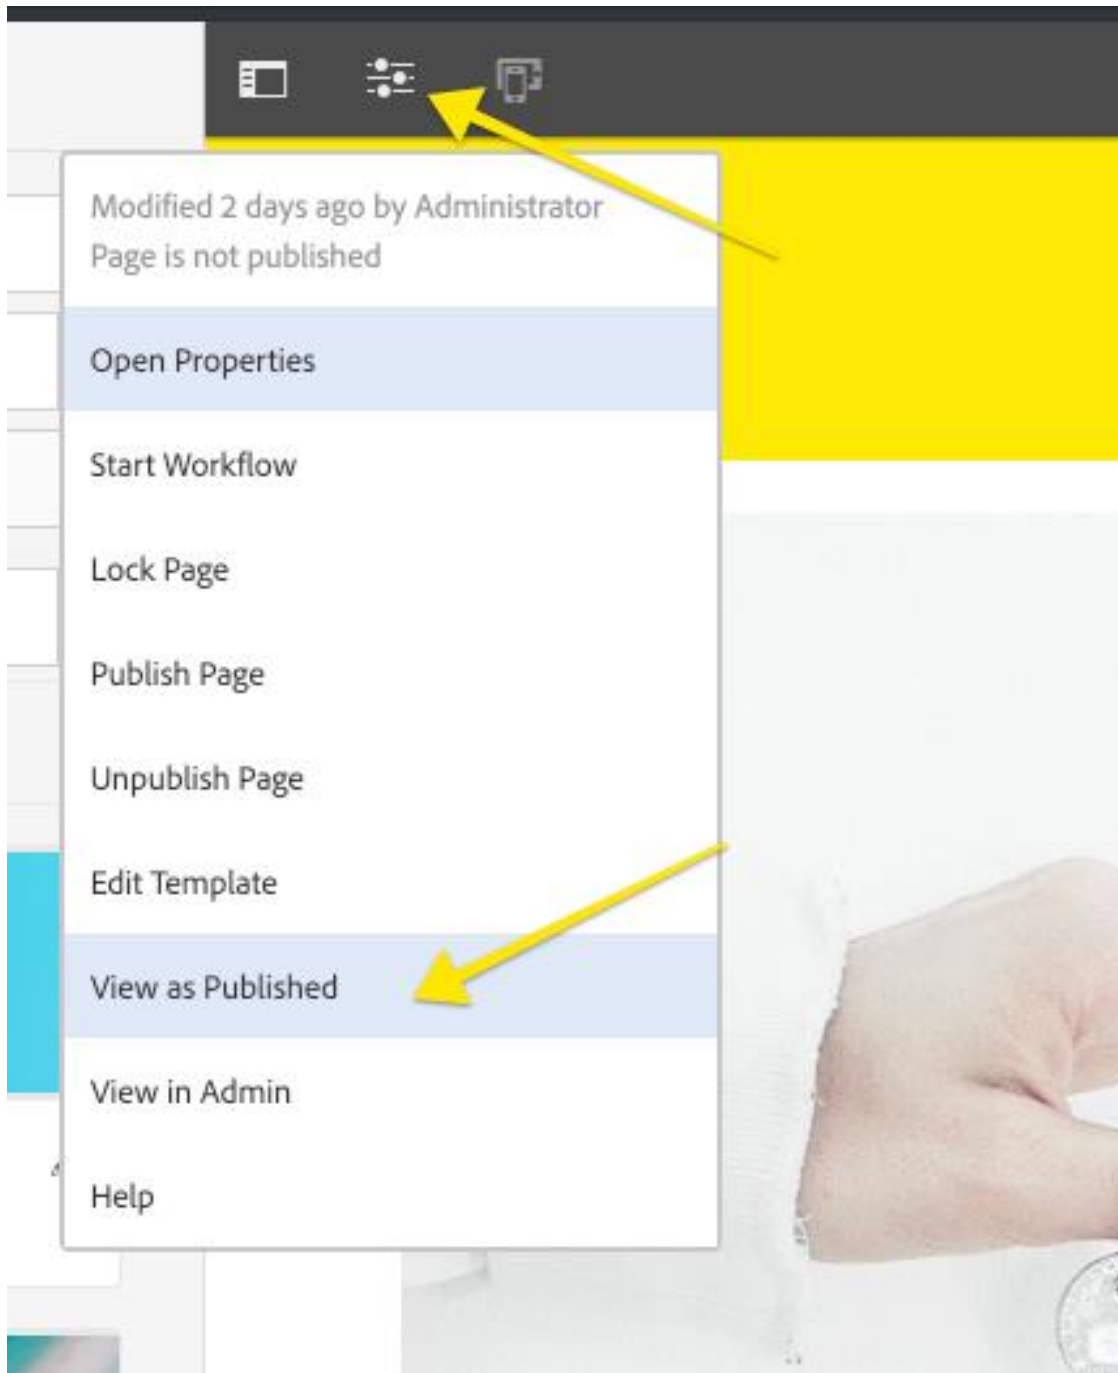 Modified 2 days ago by Administrator
Page is not published
Open Properties
Start Workflow
Lock Page
Publish Page
Unpublish Page
Edit Template
View as Published
View in Admin
Help